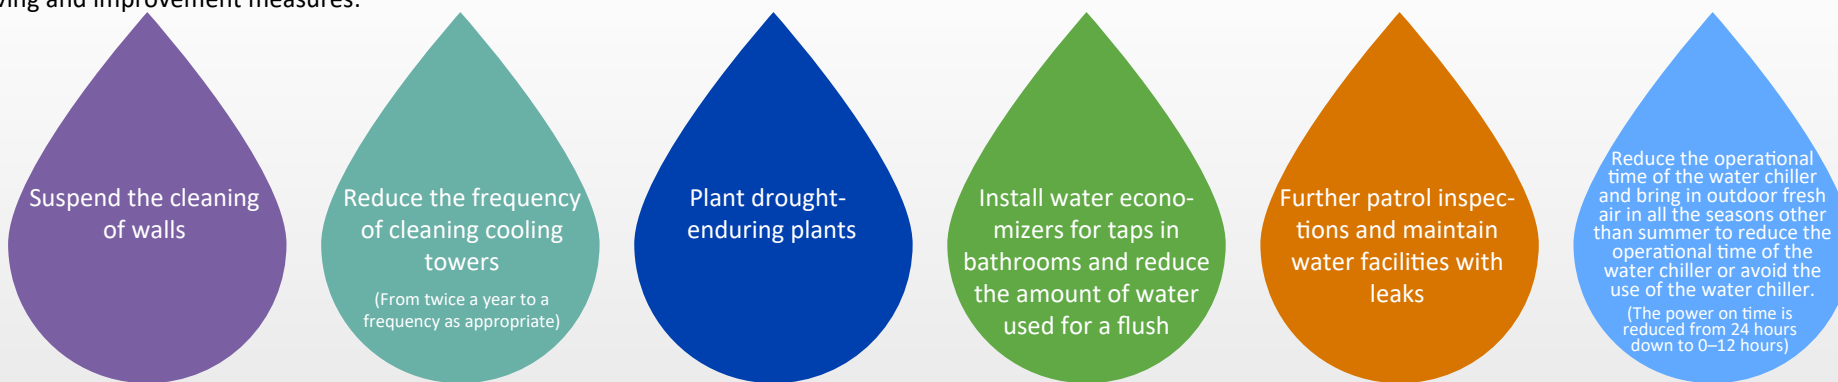 and improvement measures:
Suspend the cleaning
of walls
Reduce the frequency
of cleaning cooling
towers
(From twice a year to a
frequency as appropriate)
Plant drought-
enduring plants
Install water econo-
mizers for taps in
bathrooms and reduce
the amount of water
used for a flush
Further patrol inspec-
tions and maintain
water facilities with
leaks
Reduce the operational
time of the water chiller
and bring in outdoor fresh
air in all the seasons other
than summer to reduce the
operational time of the
water chiller or avoid the
use of the water chiller.
(The power on time is
reduced from 24 hours
down to 0–12 hours)